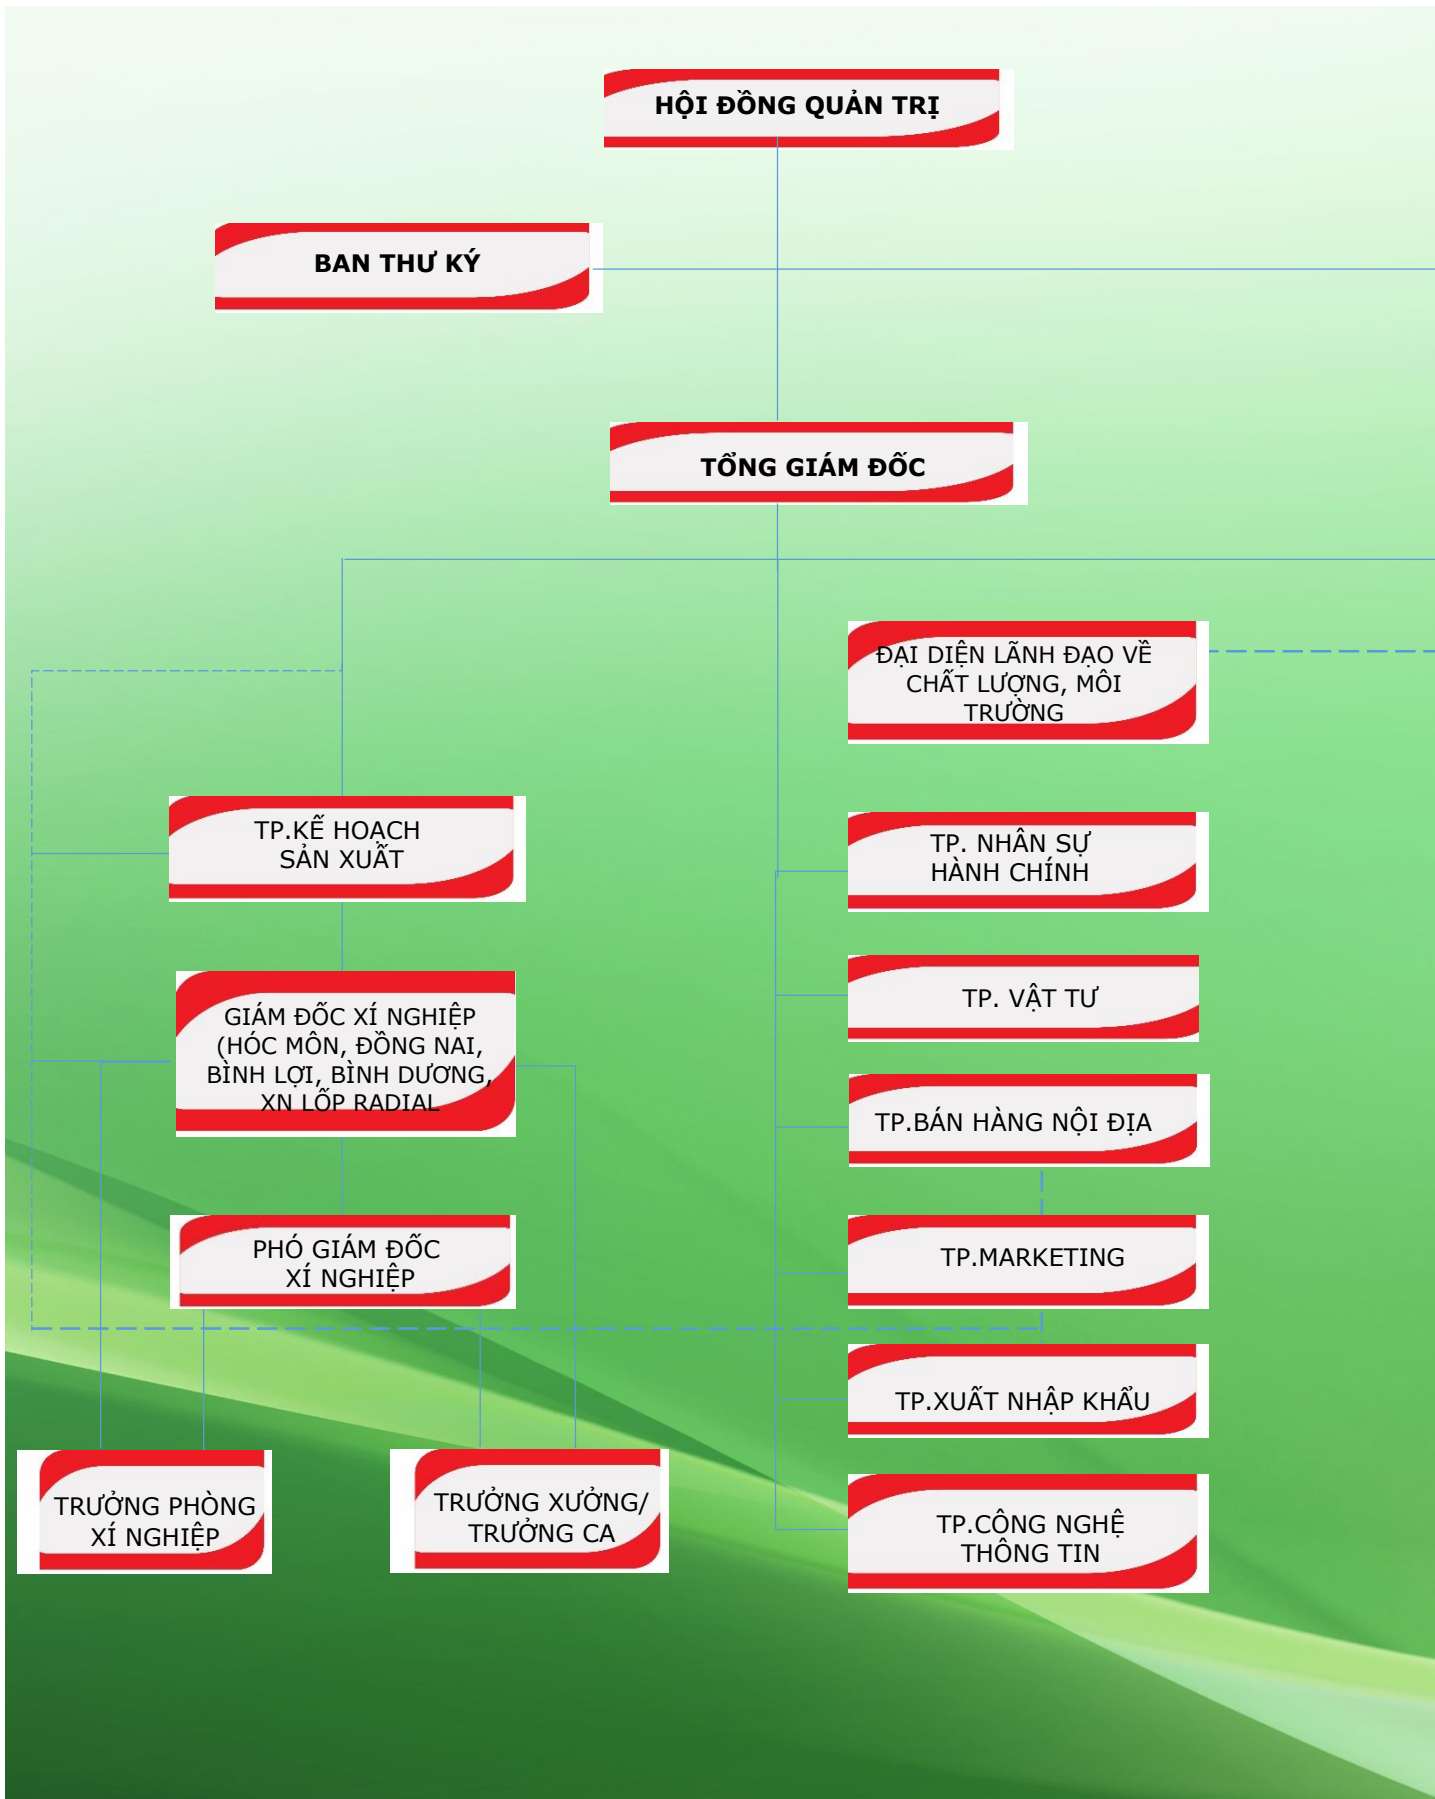 HỘI ĐỒNG QUẢN TRỊ
BAN THƯ KÝ
TỔNG GIÁM ĐỐC
ĐẠI DIỆN LÃNH ĐẠO VỀ
CHẤT LƯỢNG, MÔI
TRƯỜNG
TP.KẾ HOẠCH
SẢN XUẤT
TP. NHÂN SỰ
HÀNH CHÍNH
GIÁM ĐỐC XÍ NGHIỆP
(HÓC MÔN, ĐỒNG NAI,
BÌNH LỢI, BÌNH DƯƠNG,
XN LỐP RADIAL
TP. VẬT TƯ
TP.BÁN HÀNG NỘI ĐỊA
PHÓ GIÁM ĐỐC
XÍ NGHIỆP
TP.MARKETING
TP.XUẤT NHẬP KHẨU
TRƯỞNG PHÒNG
XÍ NGHIỆP
TRƯỞNG XƯỞNG/
TRƯỞNG CA
TP.CÔNG NGHỆ
THÔNG TIN